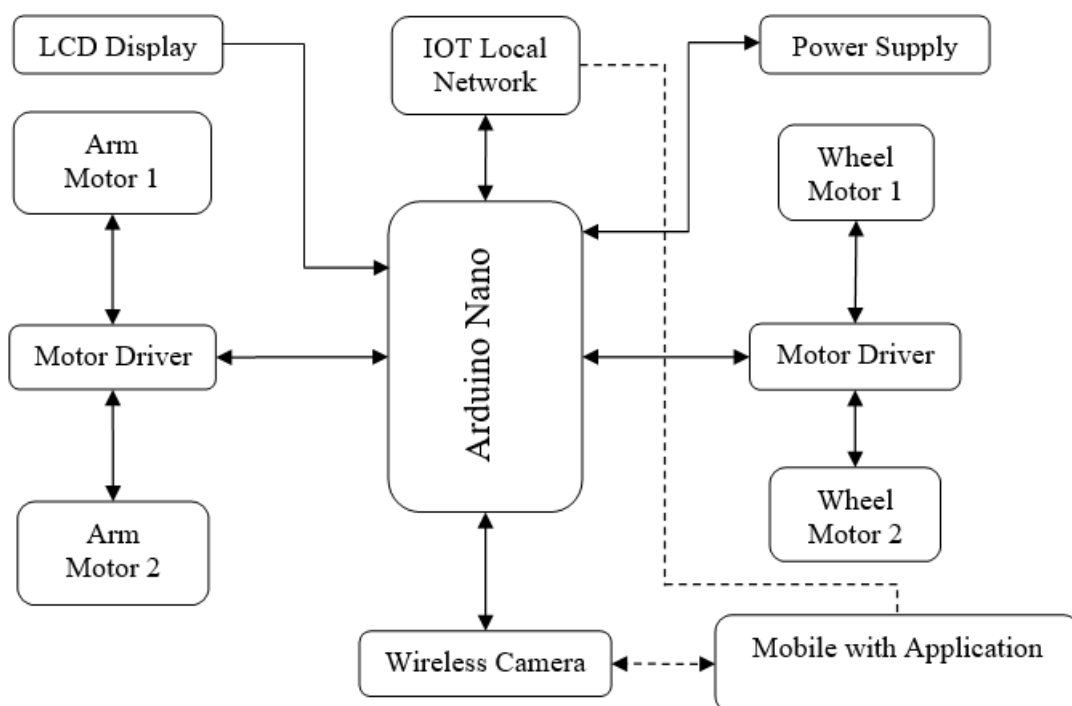 LCD Display
IOT Local
Network
Power Supply
Arm
Motor 1
Wheel
Motor 1
Arduino Nano
Motor Driver
Motor Driver
Arm
Motor 2
Wheel
Motor 2
Wireless Camera
Mobile with Application